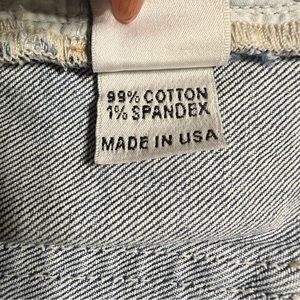 99% COTTON
1% SPANDEX
MADE IN USA